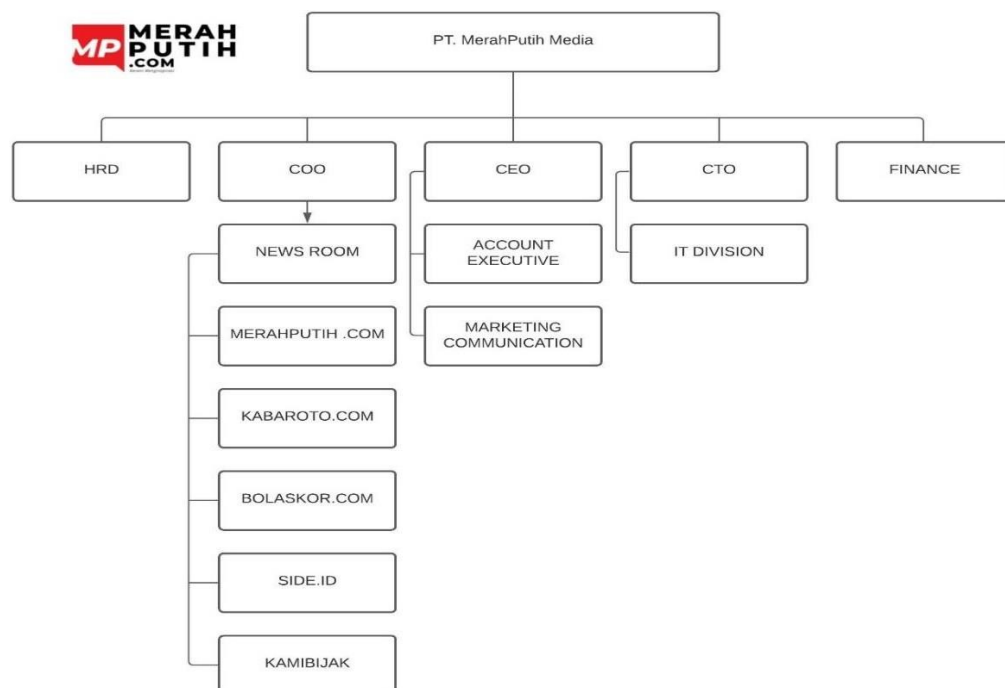 MP MERAH
PUTIH
.COM
PT. MerahPutih Media
HRD
COO
CEO
CTO
FINANCE
NEWS ROOM
ACCOUNT
EXECUTIVE
IT DIVISION
MERAHPUTIH .COM
MARKETING
COMMUNICATION
KABAROTO.COM
BOLASKOR.COM
SIDE.ID
KAMIBIJAK